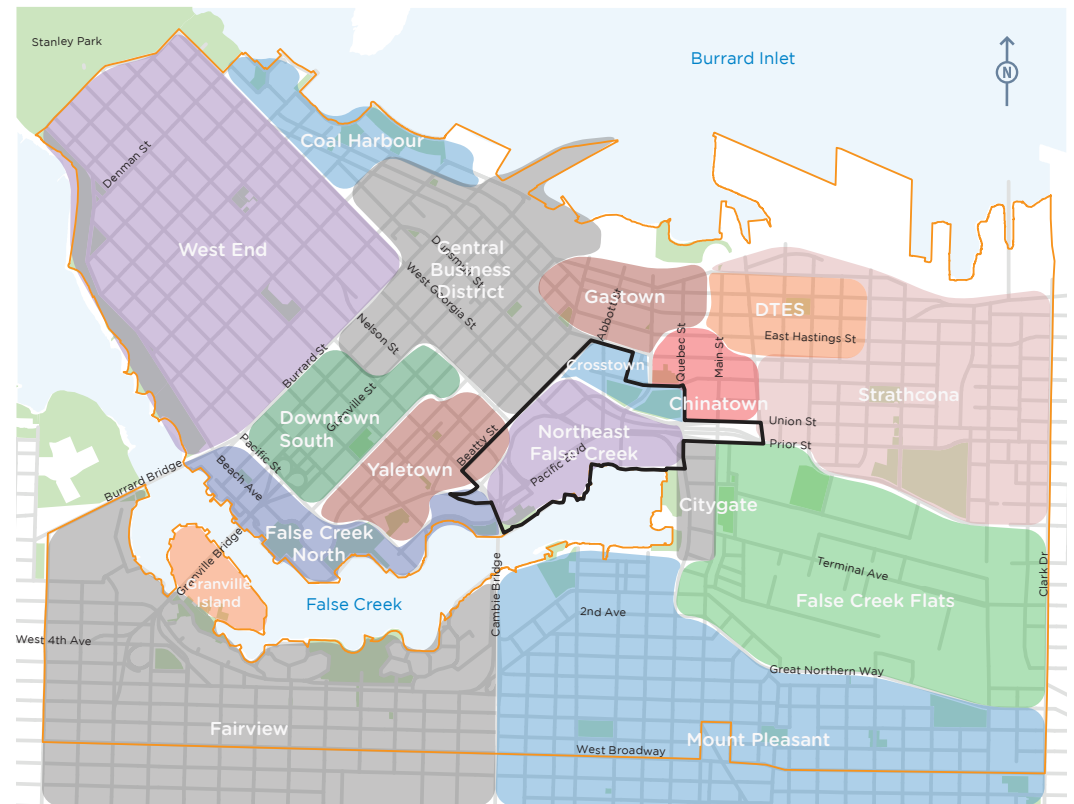 Stanley Park
Burrard Inlet
N
Coal Harbour
Denman St
West End
Central
Business
District
Dunsmuir St
West Georgia St
Gastown
Abbott St
DTES
East Hastings St
Quebec St
Main St
Nelson St
Burrard St
Crosstown
Chinatown
Strathcona
Granville St
Downtown
South
Union St
Prior St
Northeast
False Creek
Beatty St
Pacific Blvd
Yaletown
Pacific St
Beach Ave
Burrard Bridge
Citygate
False Creek
North
Granville Bridge
Granville
Island
False Creek
Cambie Bridge
Terminal Ave
False Creek Flats
Clark Dr
2nd Ave
West 4th Ave
Great Northern Way
Fairview
Mount Pleasant
West Broadway